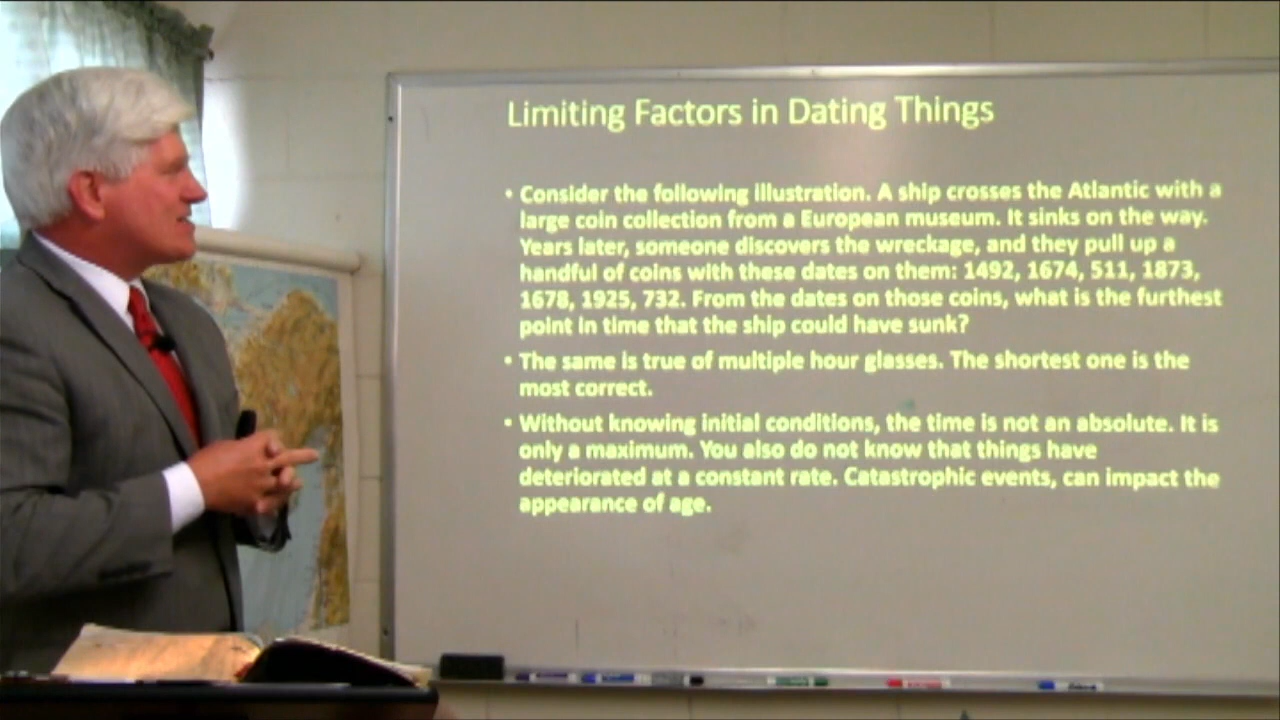 Limiting Factors in Dating Things
• Consider the following illustration. A ship crosses the Atlantic with a
large coin collection from a European museum. It sinks on the way.
Years later, someone discovers the wreckage, and they pull up a
handful of coins with these dates on them: 1492, 1674, 511, 1873,
1678, 1925, 732. From the dates on those coins, what is the furthest
point in time that the ship could have sunk?
• The same is true of multiple hour glasses. The shortest one is the
most correct.
• Without knowing initial conditions, the time is not an absolute. It is
only a maximum. You also do not know that things have
deteriorated at a constant rate. Catastrophic events, can impact the
appearance of age.